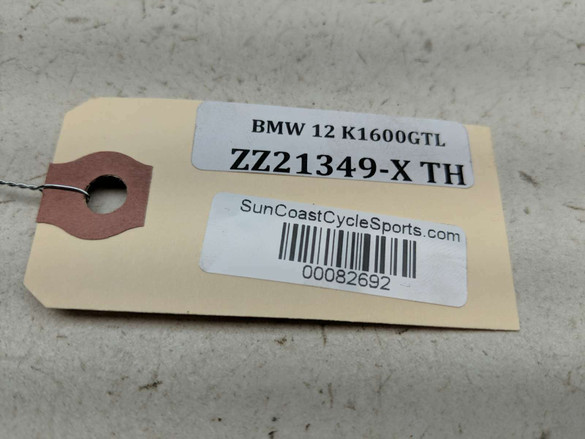 BMW 12 K1600GTL
ZZ21349-X TH
SunCoastCycleSports.com
00082692